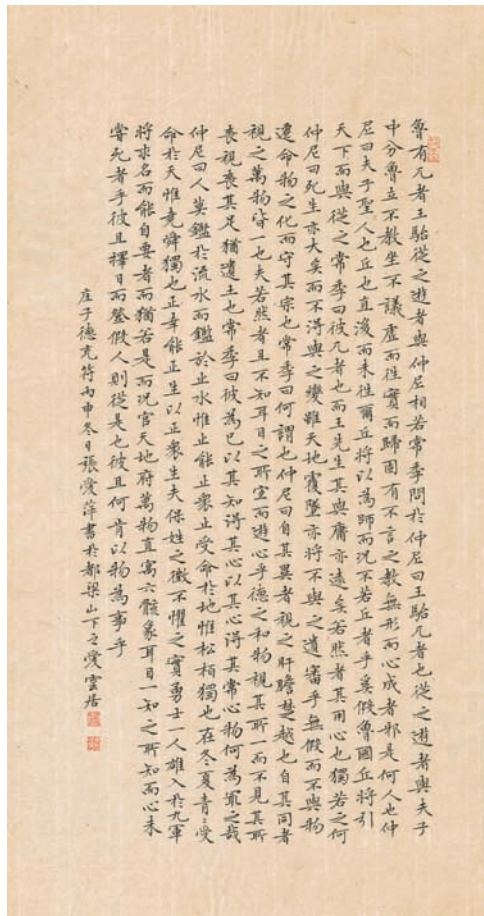 魯有兀者王駘從之遊者與仲尼相若常季問於仲尼曰王駘兀者也從之遊者與夫子
中分魯立不教坐不議虛而往實而歸固有不言之教無形而心成者邪是何人也仲
尼曰夫子聖人也丘也直後而未往爾丘將以為師而況不若丘者乎奚假魯國丘將引
天下而與從之常季曰彼兀者也而王先生其與庸亦遠矣若然者其用心也獨若之何
仲尼曰死生亦大矣而不得與之變雖天地覆墜亦將不與之遺審乎無假而不與物
遷命物之化而守其宗也常季曰何謂也仲尼曰自其異者視之肝膽楚越也自其同者
視之萬物皆一也夫若然者且不知耳目之所宜而遊心乎德之和物視其所一而不見其所
喪視喪其足猶遺土也常季曰彼為己以其知得其心以其心得其常心物何為最之哉
仲尼曰人莫鑑於流水而鑑於止水惟止能止眾止受命於地惟松柏獨也在冬夏青々受
命於天惟堯舜獨也正幸能正生以正眾生夫保姓之徵不懼之實勇士一人雄入於九軍
將求名而能自要者而猶若是而況官天地府萬物直寓六骸象耳目一知之所知而心未
嘗死者乎彼且擇日而登假人則從是也彼且何肯以物為事乎
庄子德充符丙申冬日張愛萍書於都梁山下之愛雲居